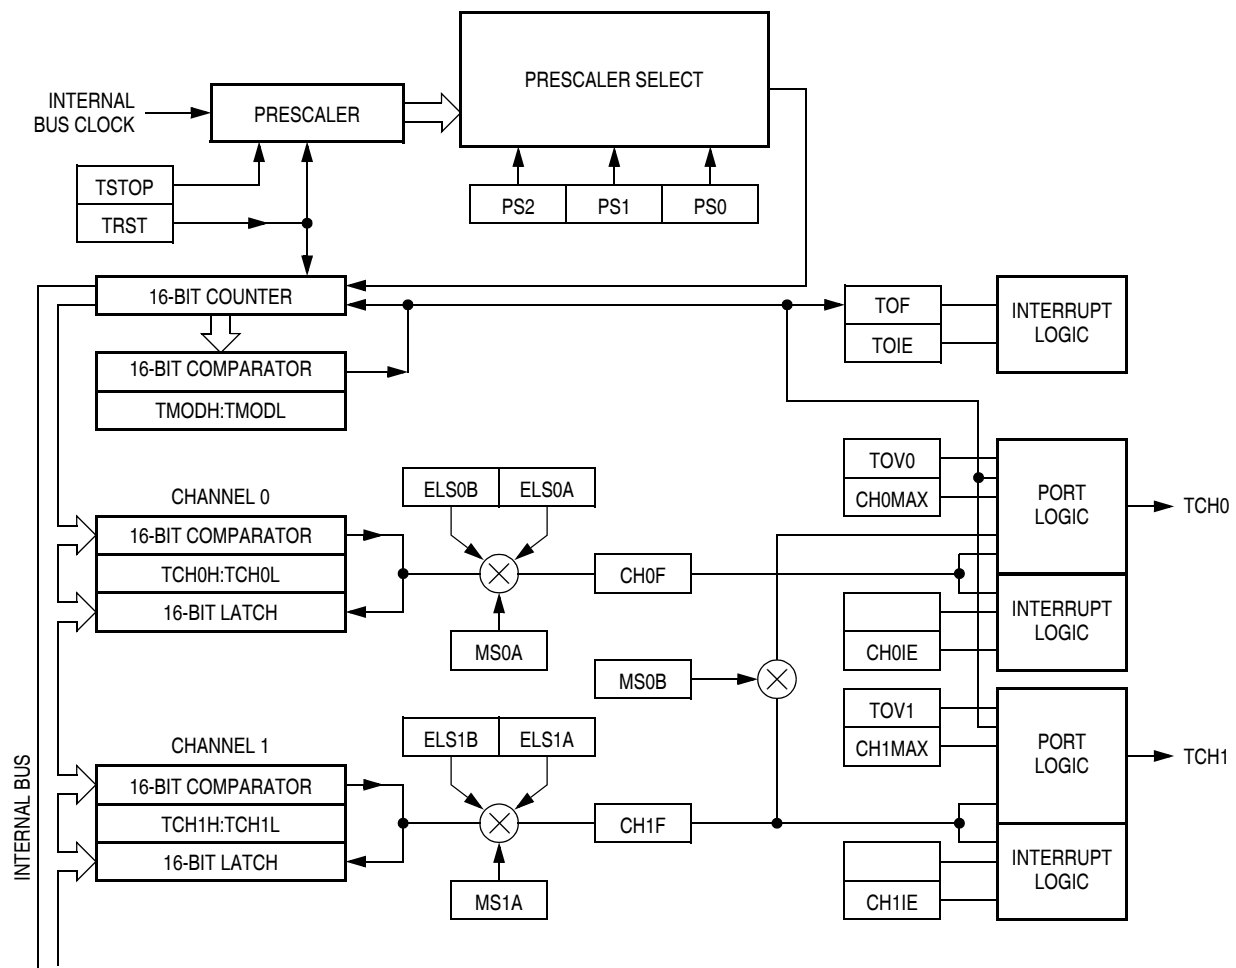 INTERNAL
BUS CLOCK
PRESCALER
PRESCALER SELECT
TSTOP
TRST
PS2
PS1
PS0
16-BIT COUNTER
16-BIT COMPARATOR
TMODH:TMODL
TOF
TOIE
INTERRUPT
LOGIC
CHANNEL 0
16-BIT COMPARATOR
TCH0H:TCH0L
16-BIT LATCH
ELS0B
ELS0A
MS0A
CH0F
TOV0
CH0MAX
PORT
LOGIC
TCH0
CH0IE
INTERRUPT
LOGIC
MS0B
CHANNEL 1
16-BIT COMPARATOR
TCH1H:TCH1L
16-BIT LATCH
ELS1B
ELS1A
MS1A
CH1F
TOV1
CH1MAX
PORT
LOGIC
TCH1
CH1IE
INTERRUPT
LOGIC
INTERNAL BUS